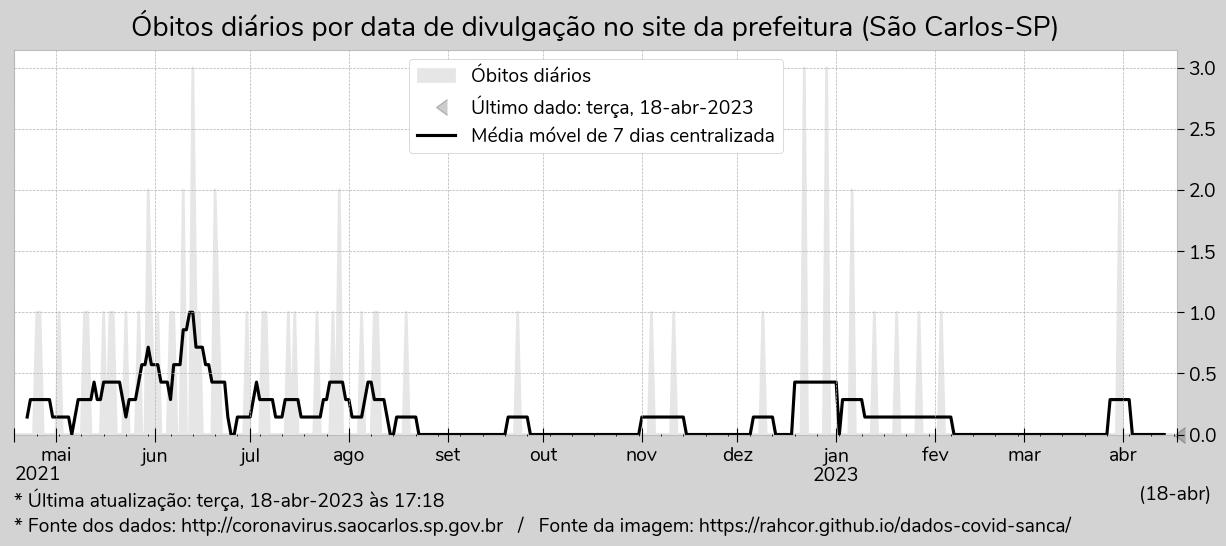 Óbitos diários por data de divulgação no site da prefeitura (São Carlos-SP)
Óbitos diários
Último dado: terça, 18-abr-2023
Média móvel de 7 dias centralizada
3.0
2.5
2.0
1.5
1.0
0.5
0.0
mai jun jul ago set out nov dez jan fev mar abr
2021 2023
(18-abr)
* Última atualização: terça, 18-abr-2023 às 17:18
* Fonte dos dados: http://coronavirus.saocarlos.sp.gov.br / Fonte da imagem: https://rahcor.github.io/dados-covid-sanca/